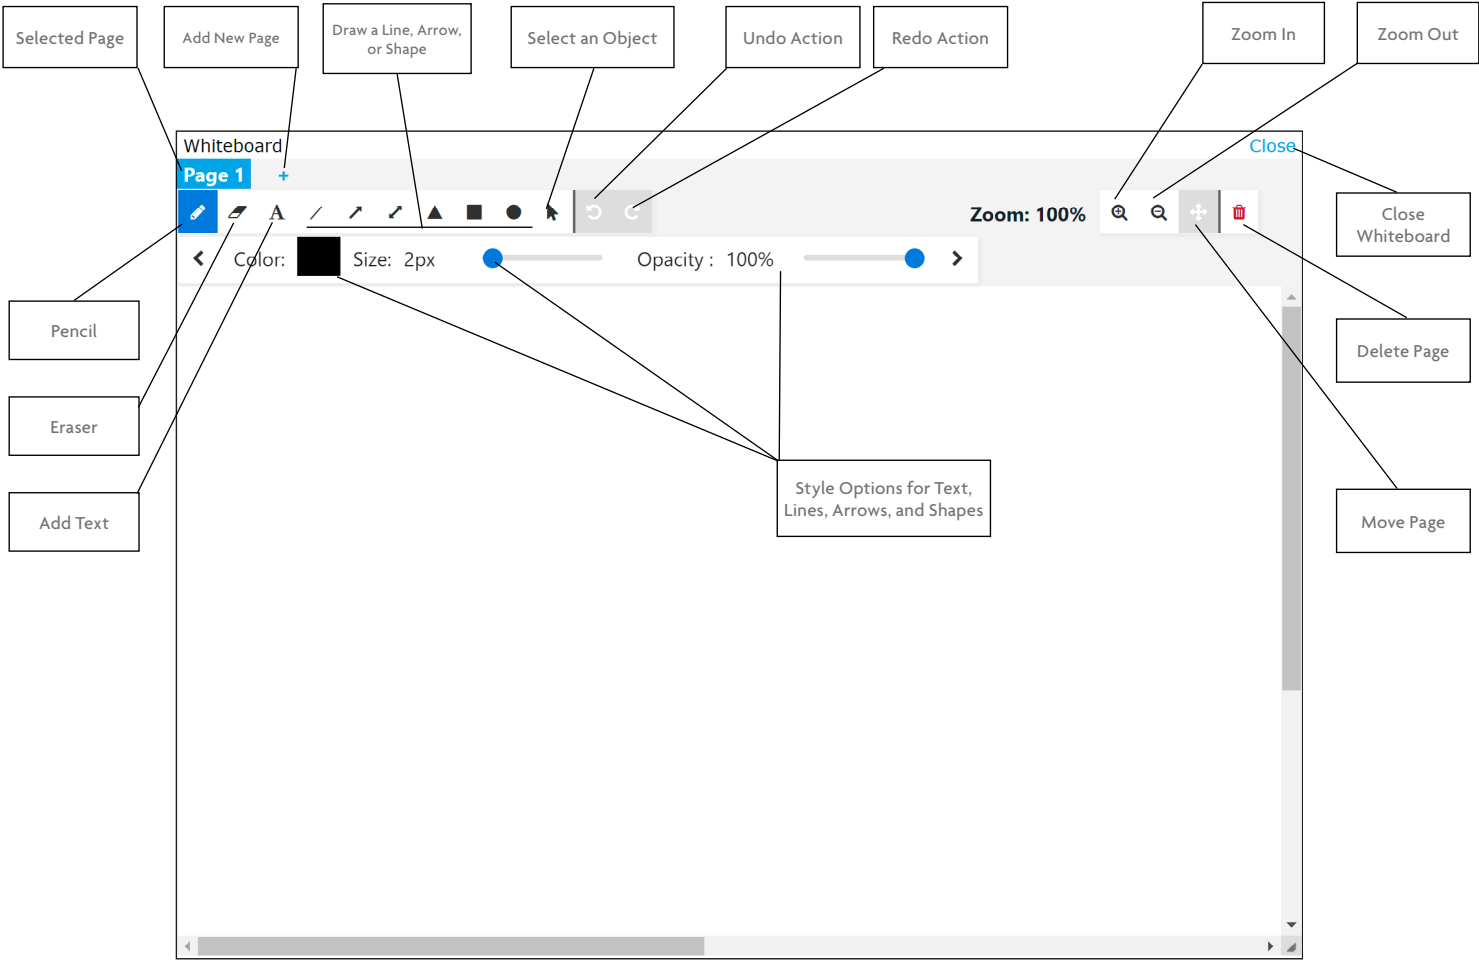 Selected Page
Add New Page
Draw a Line, Arrow,
or Shape
Select an Object
Undo Action
Redo Action
Zoom In
Zoom Out
Whiteboard
Close
Page 1
+
A
Zoom: 100%
Color:
Size: 2px
Opacity : 100%
Close
Whiteboard
Pencil
Delete Page
Eraser
Style Options for Text,
Lines, Arrows, and Shapes
Add Text
Move Page